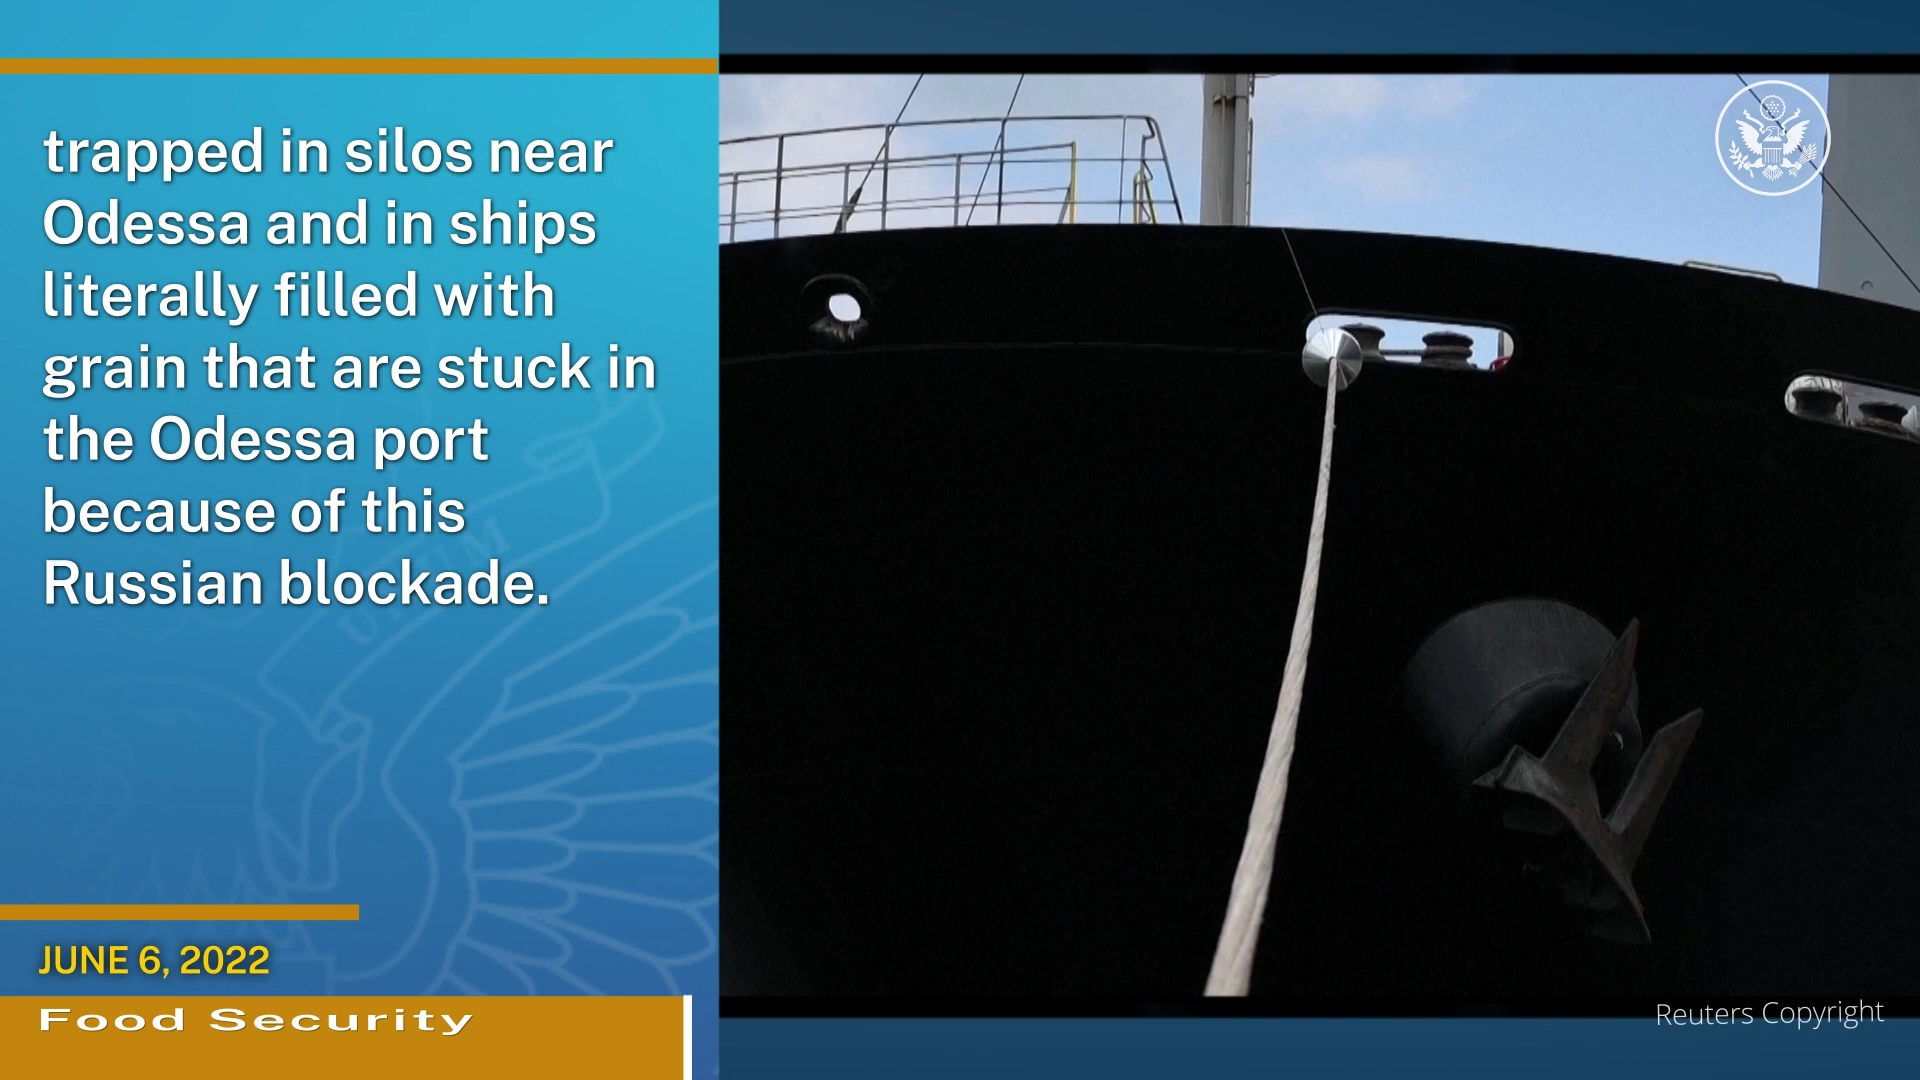 trapped in silos near
Odessa and in ships
literally filled with
grain that are stuck in
the Odessa port
because of this
Russian blockade.
JUNE 6, 2022
Food Security
Reuters Copyright